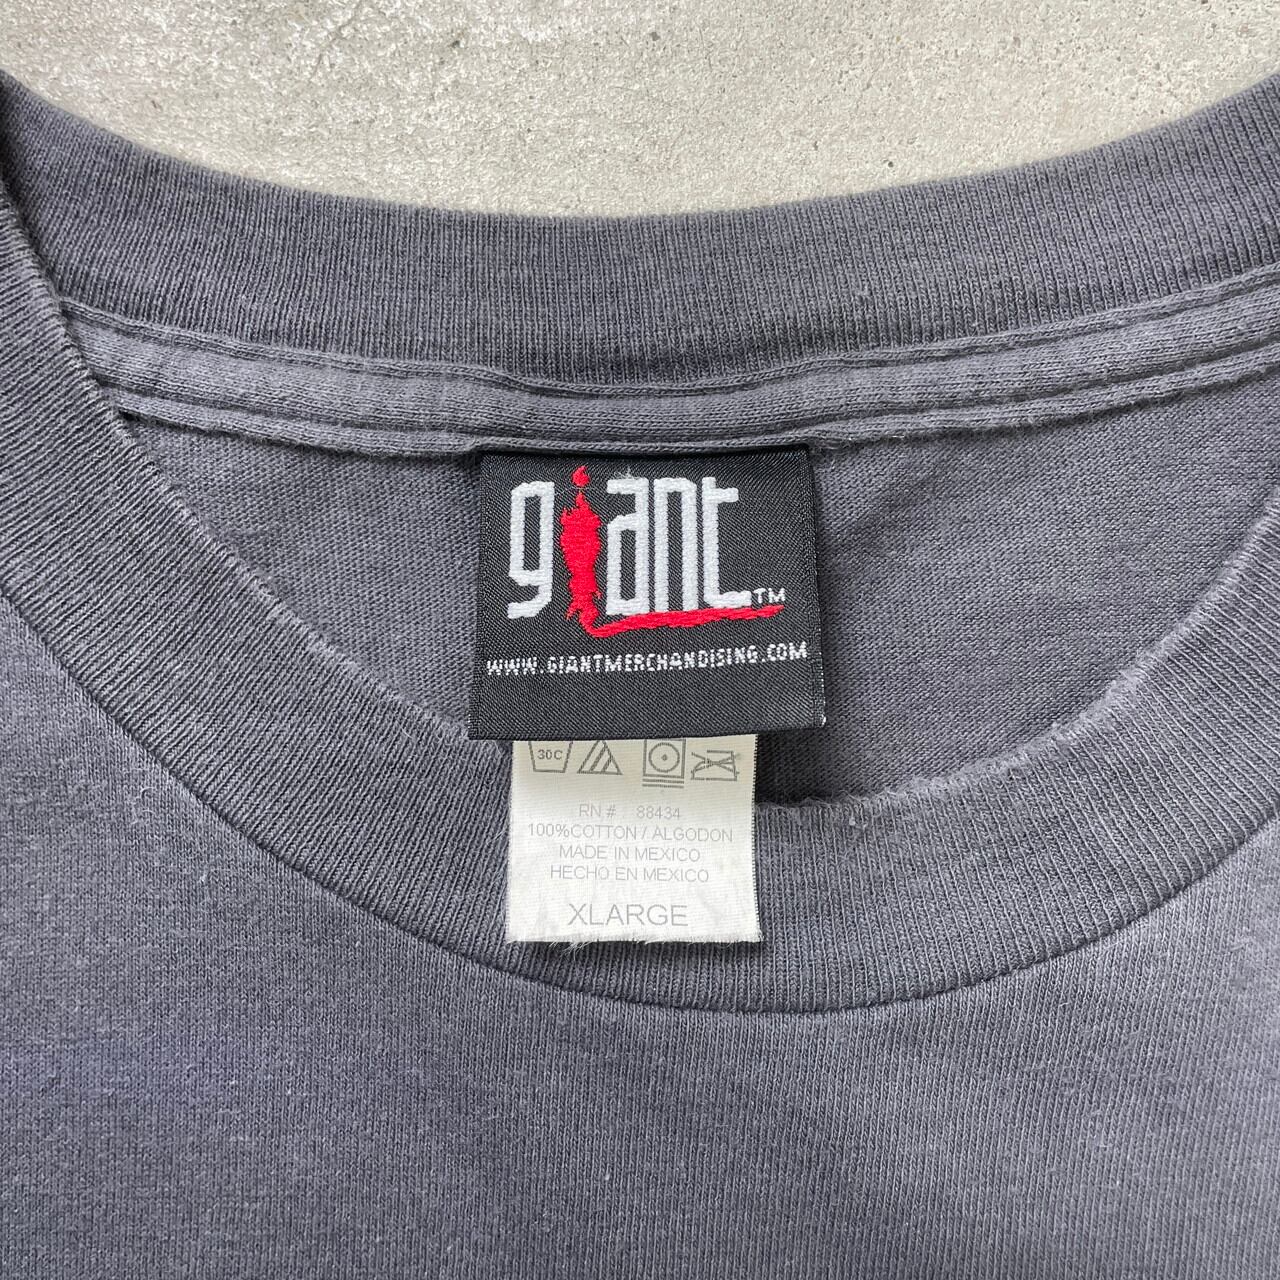 giant™
WWW.GIANTMERCHANDISING.COM
30C
RN # 88434
100%COTTON / ALGODON
MADE IN MEXICO
HECHO EN MEXICO
XLARGE